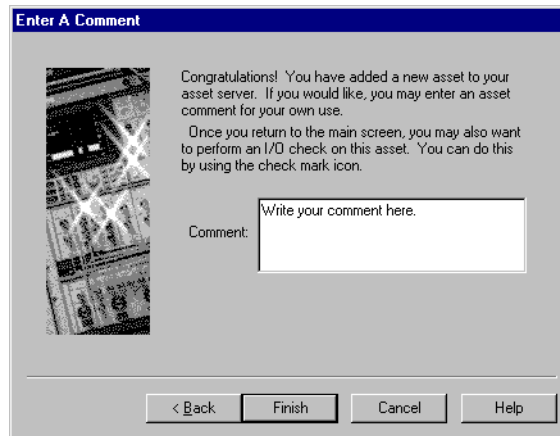 Enter A Comment
Congratulations! You have added a new asset to your
asset server. If you would like, you may enter an asset
comment for your own use.
Once you return to the main screen, you may also want
to perform an I/O check on this asset. You can do this
by using the check mark icon.
Write your comment here.
Comment:
< Back
Finish
Cancel
Help